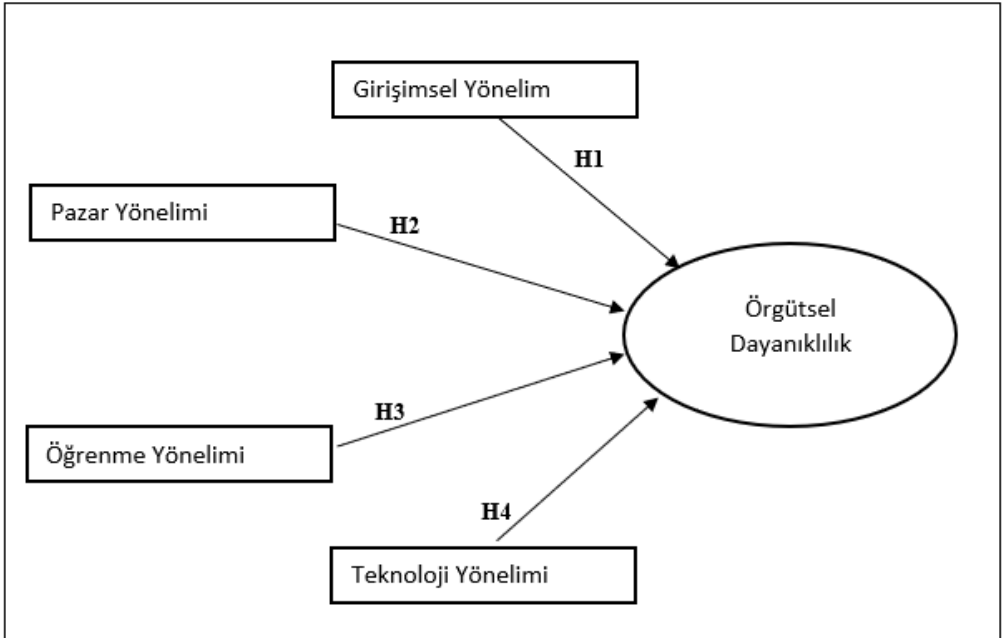 Girişimsel Yönelim
H1
Pazar Yönelimi
H2
Örgütsel
Dayanıklılık
H3
Öğrenme Yönelimi
H4
Teknoloji Yönelimi